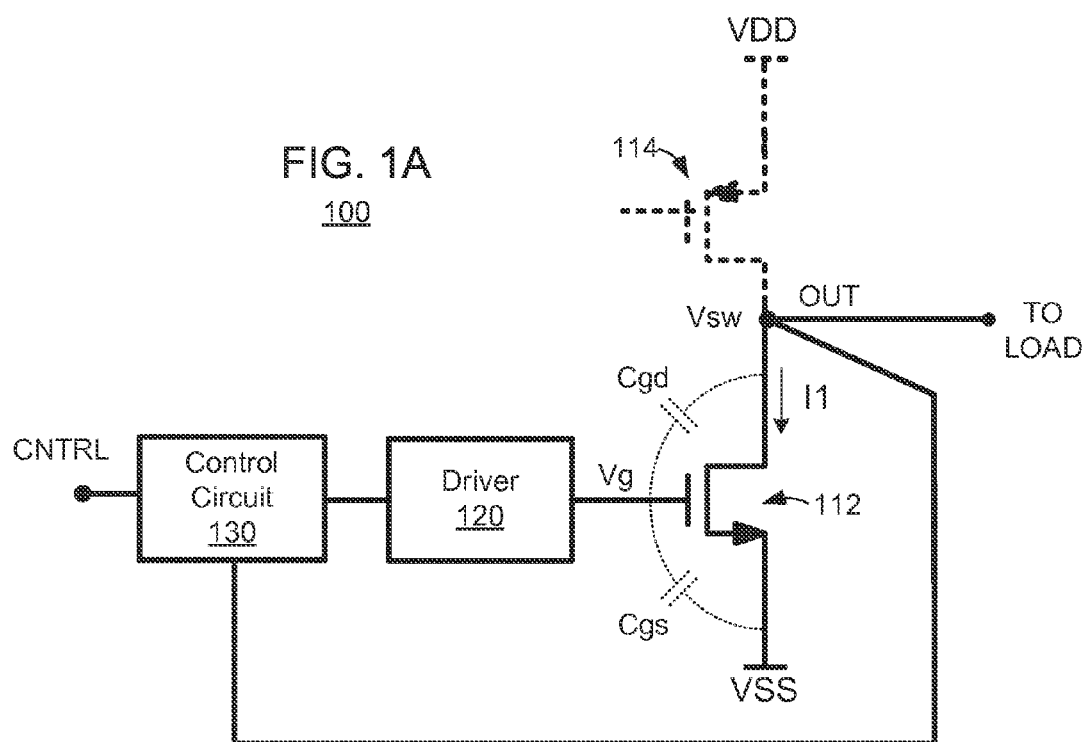 VDD
FIG. 1A
100
114
Vsw
OUT
TO
LOAD
Cgd
I1
CNTRL
Control
Circuit
130
Driver
120
Vg
112
Cgs
VSS